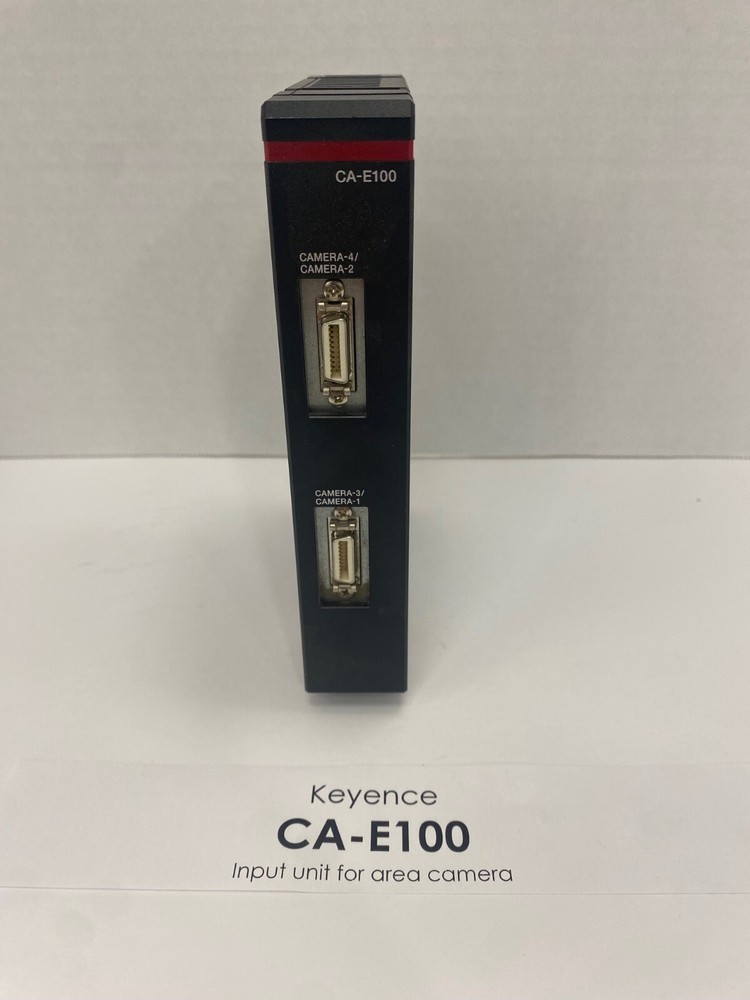 CA-E100
CAMERA-4/
CAMERA-2
CAMERA-3/
CAMERA-1
Keyence
CA-E100
Input unit for area camera